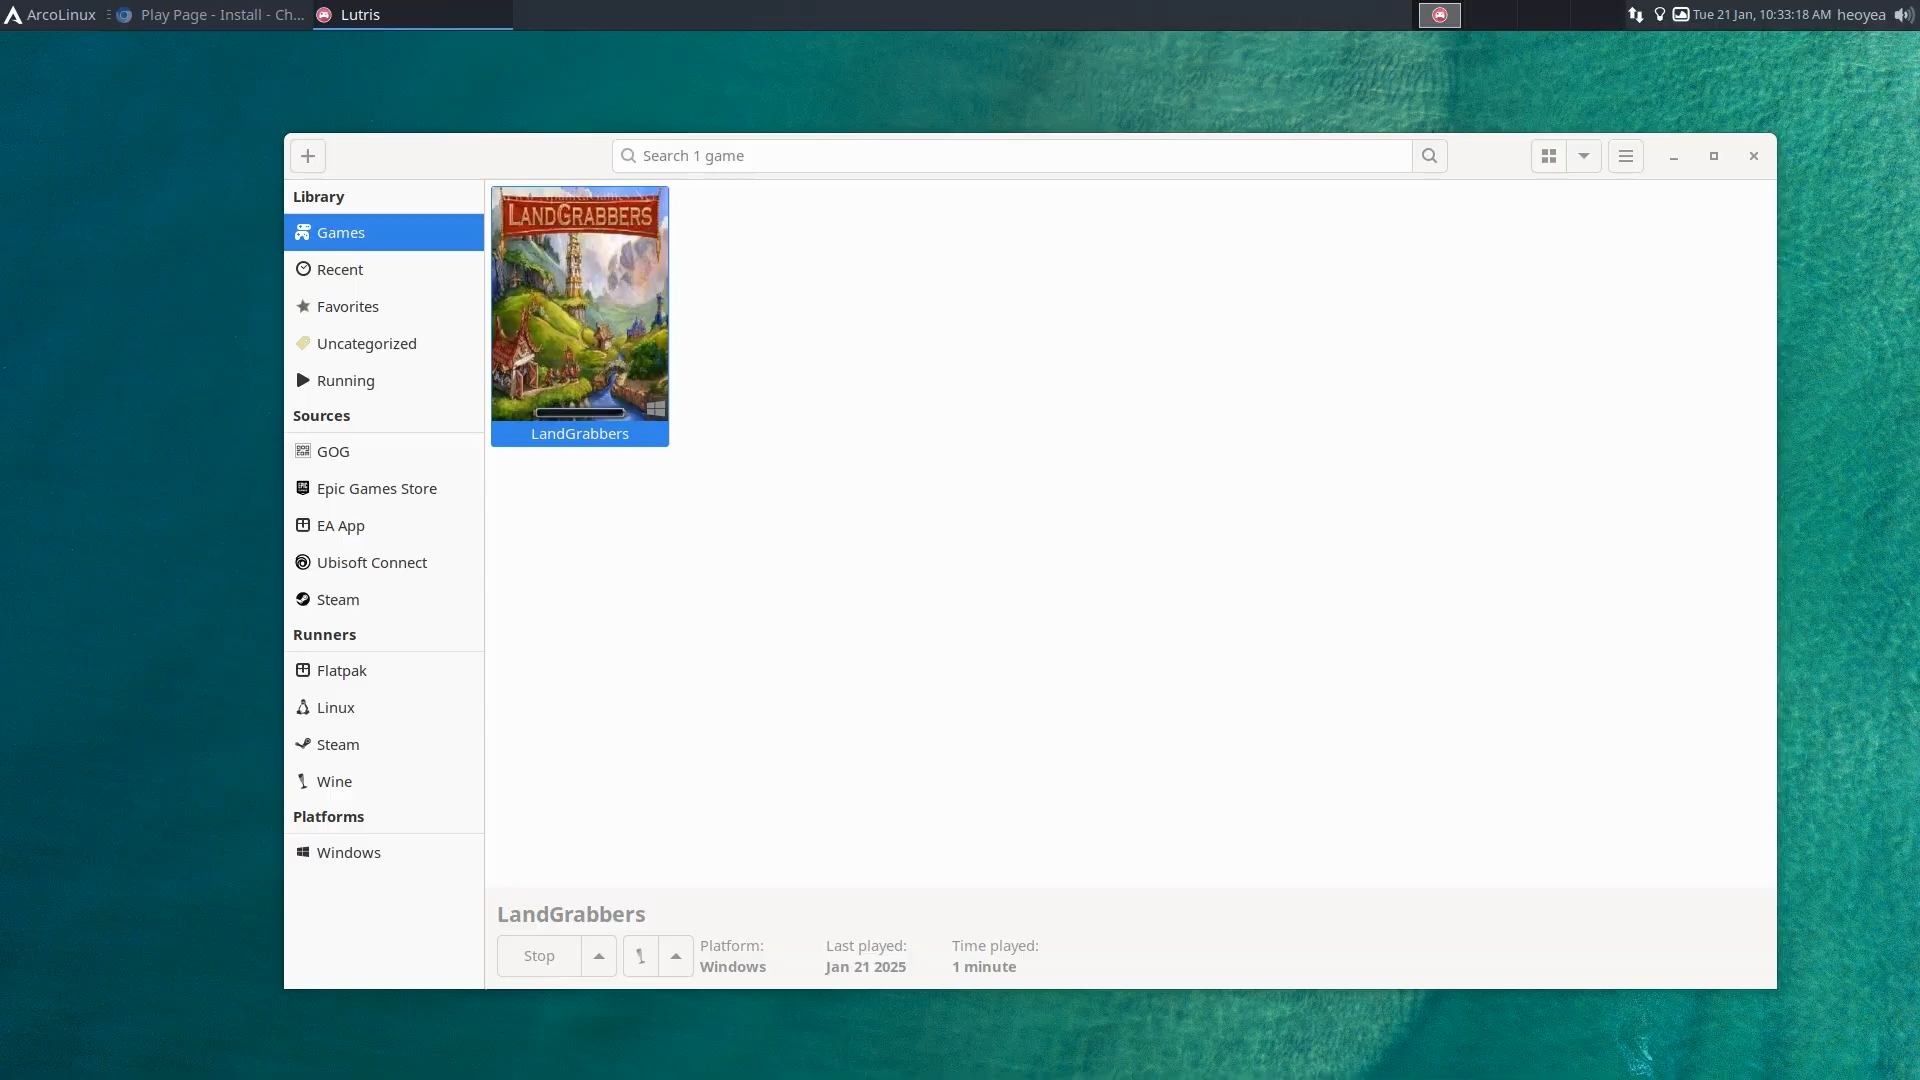 ArcoLinux
Play Page - Install - Ch...
Lutris
Tue 21 Jan, 10:33:18 AM
heoyea
Search 1 game
Library
Games
Recent
Favorites
Uncategorized
Running
Sources
GOG
Epic Games Store
EA App
Ubisoft Connect
Steam
Runners
Flatpak
Linux
Steam
Wine
Platforms
Windows
LANDGRABBERS
LandGrabbers
LandGrabbers
Stop
Platform:
Windows
Last played:
Jan 21 2025
Time played:
1 minute